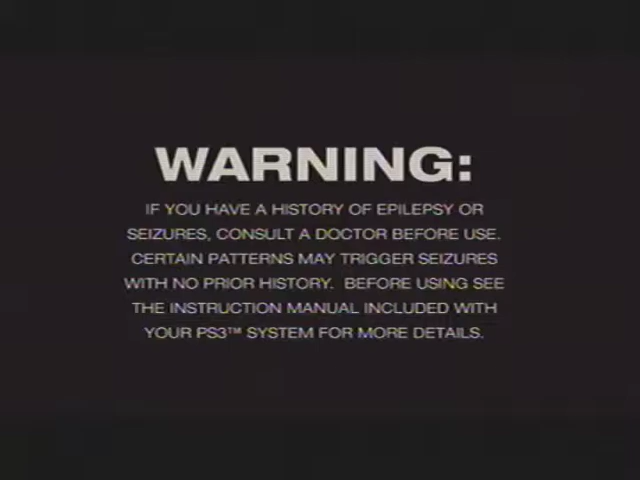 WARNING:
IF YOU HAVE A HISTORY OF EPILEPSY OR
SEIZURES, CONSULT A DOCTOR BEFORE USE.
CERTAIN PATTERNS MAY TRIGGER SEIZURES
WITH NO PRIOR HISTORY.  BEFORE USING SEE
THE INSTRUCTION MANUAL INCLUDED WITH
YOUR PS3™ SYSTEM FOR MORE DETAILS.